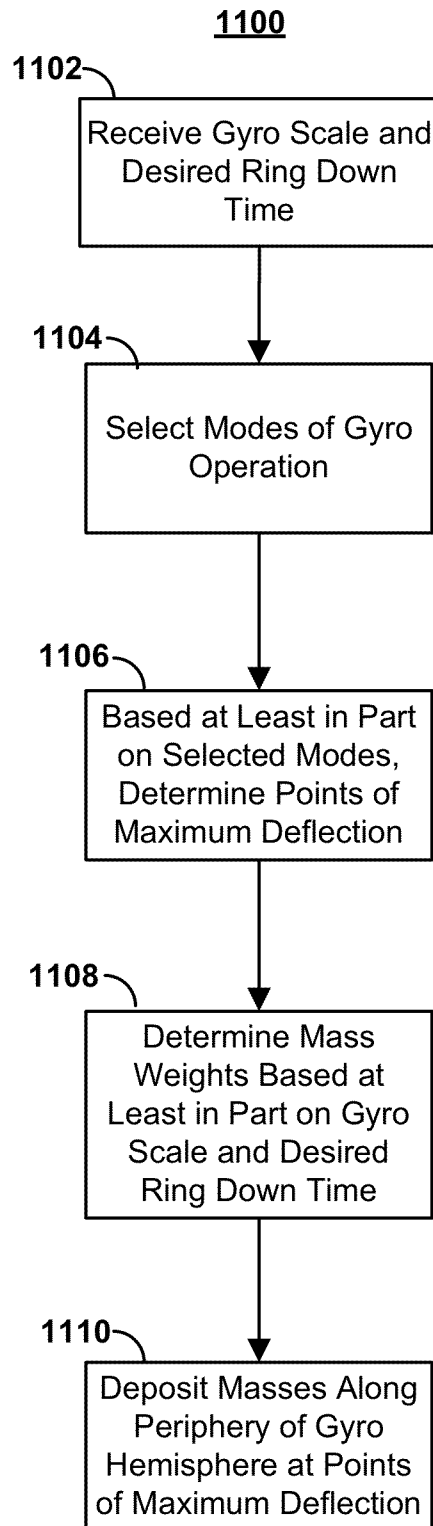 1100
1102
Receive Gyro Scale and
Desired Ring Down
Time
1104
Select Modes of Gyro
Operation
1106
Based at Least in Part
on Selected Modes,
Determine Points of
Maximum Deflection
1108
Determine Mass
Weights Based at
Least in Part on Gyro
Scale and Desired
Ring Down Time
1110
Deposit Masses Along
Periphery of Gyro
Hemisphere at Points
of Maximum Deflection